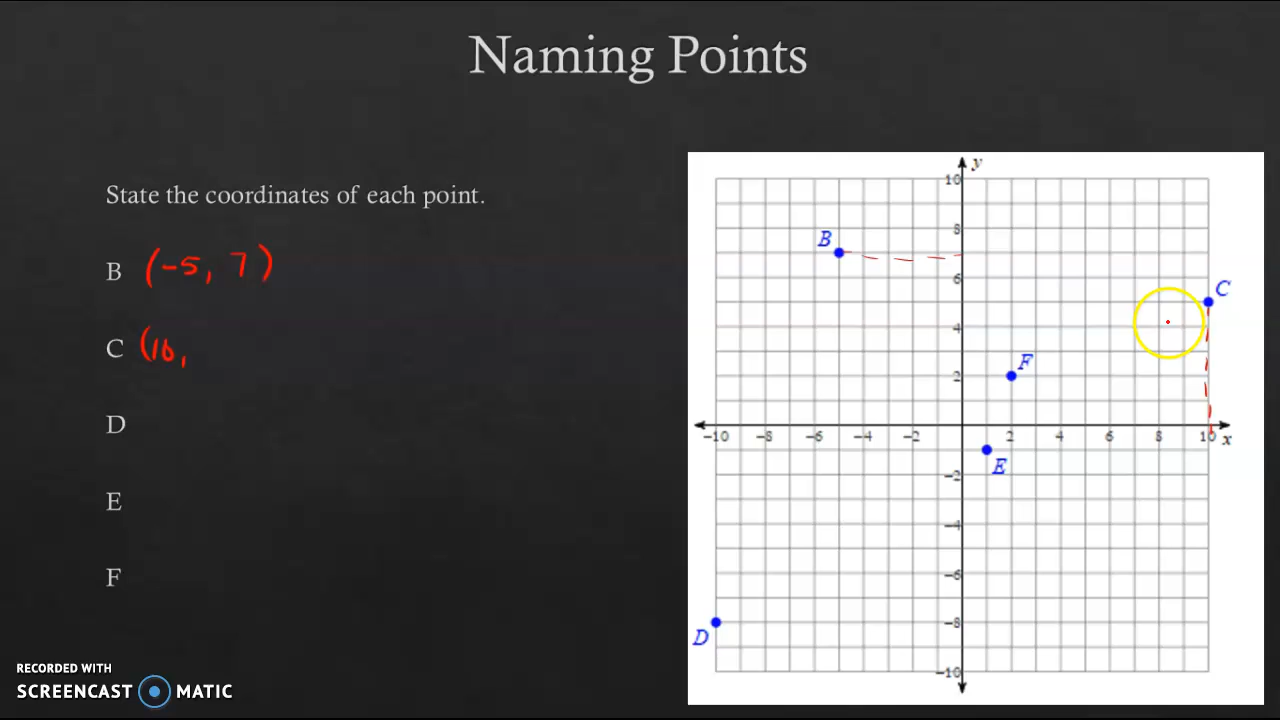 Naming Points
State the coordinates of each point.
B (-5, 7)
C (10,
D
E
F
RECORDED WITH
SCREENCAST MATIC
y
10
8
B
6
C
4
F
2
-10 -8 -6 -4 -2 2 4 6 8 10 x
E
-2
-4
-6
-8
D
-10